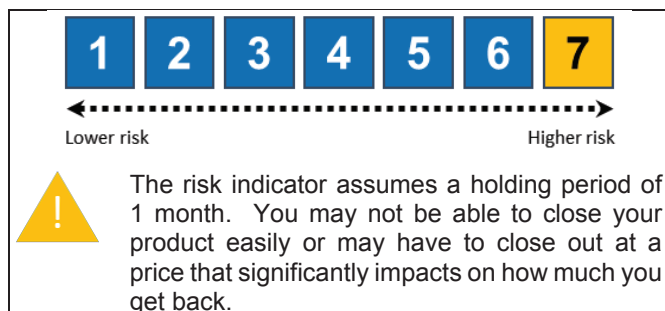 1 2 3 4 5 6 7
Lower risk Higher risk
!
The risk indicator assumes a holding period of
1 month. You may not be able to close your
product easily or may have to close out at a
price that significantly impacts on how much you
get back.